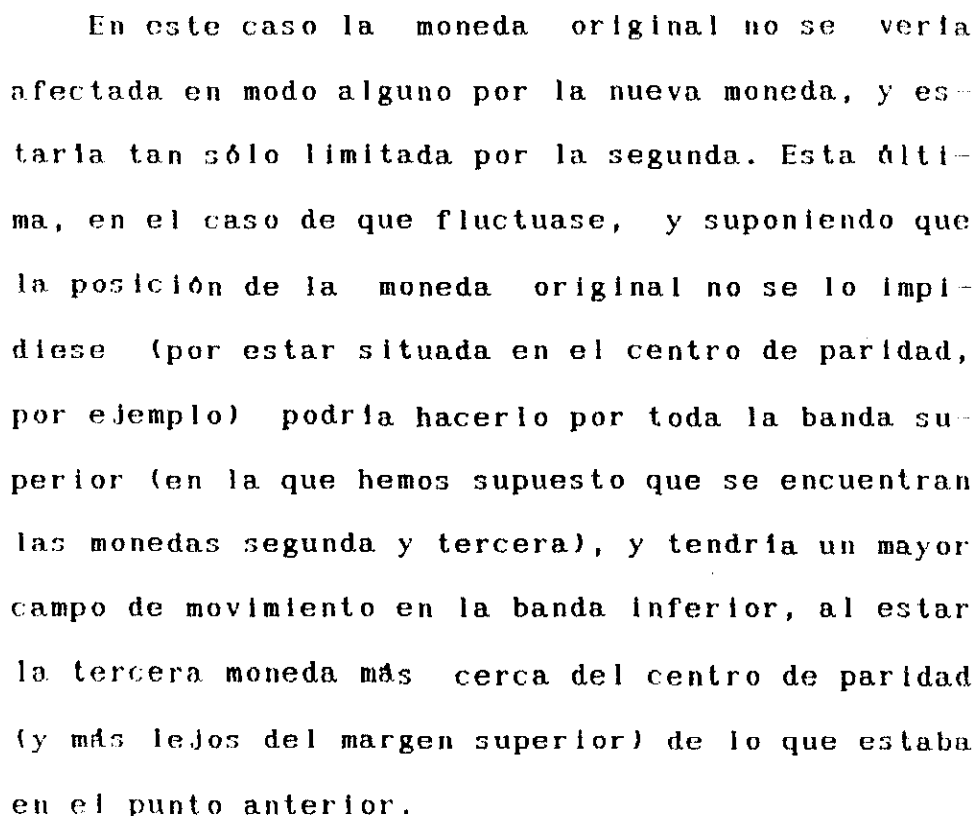 En este caso la moneda original no se vería
afectada en modo alguno por la nueva moneda, y es-
taría tan sólo limitada por la segunda. Esta últi-
ma, en el caso de que fluctuase, y suponiendo que
la posición de la moneda original no se lo impi-
diese (por estar situada en el centro de paridad,
por ejemplo) podría hacerlo por toda la banda su-
perior (en la que hemos supuesto que se encuentran
las monedas segunda y tercera), y tendría un mayor
campo de movimiento en la banda inferior, al estar
la tercera moneda más cerca del centro de paridad
(y más lejos del margen superior) de lo que estaba
en el punto anterior.